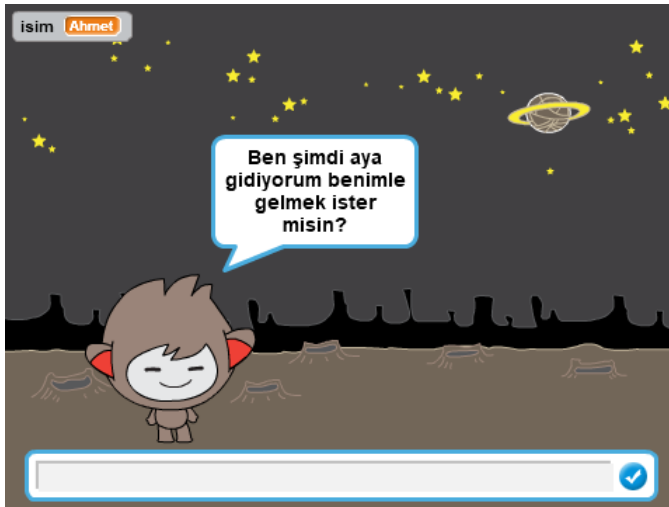 isim Ahmet
Ben şimdi aya
gidiyorum benimle
gelmek ister
misin?